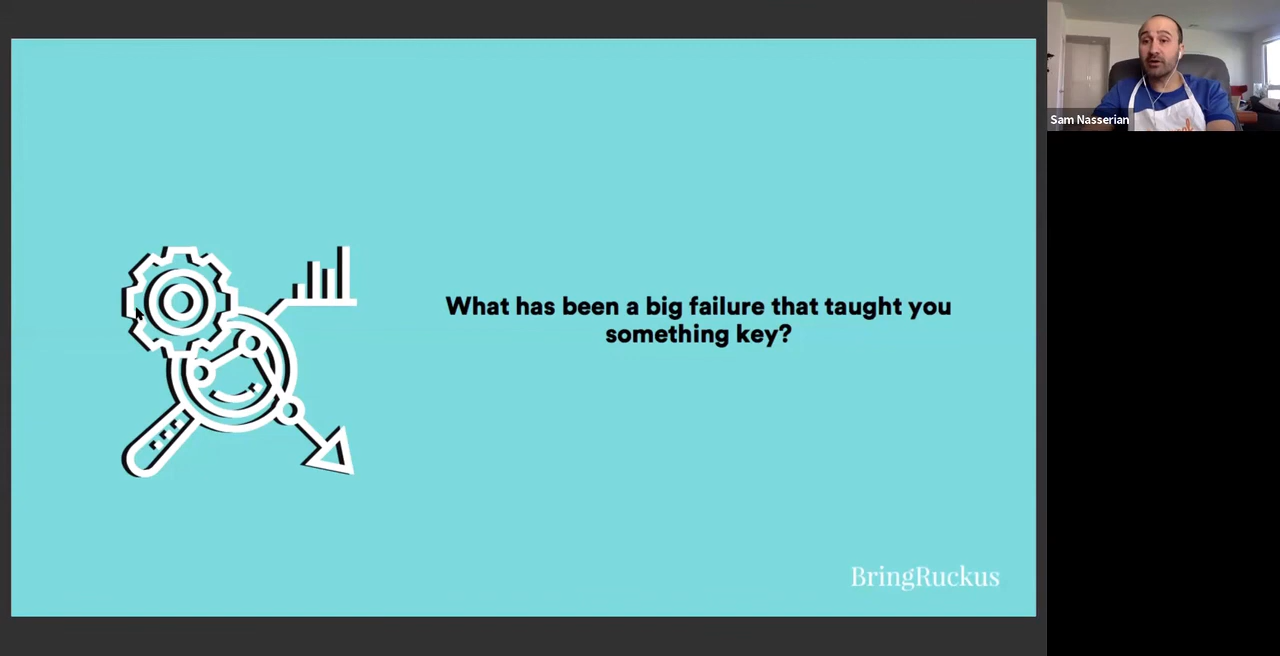 What has been a big failure that taught you
something key?
BringRuckus
Sam Nasserian